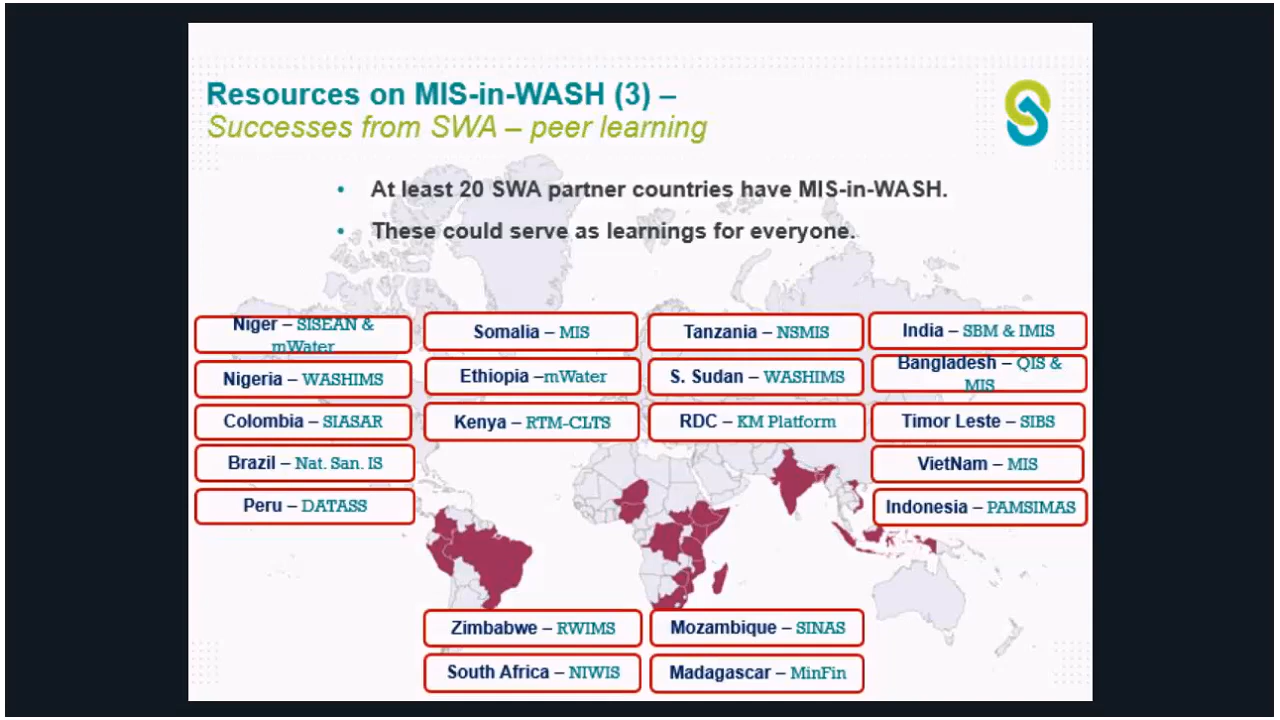 Resources on MIS-in-WASH (3) –
Successes from SWA – peer learning
• At least 20 SWA partner countries have MIS-in-WASH.
• These could serve as learnings for everyone.
Niger – SISEAN &
mWater
Nigeria – WASHIMS
Colombia – SIASAR
Brazil – Nat. San. IS
Peru – DATASS
Somalia – MIS
Ethiopia –mWater
Kenya – RTM-CLTS
Tanzania – NSMIS
S. Sudan – WASHIMS
RDC – KM Platform
India – SBM & IMIS
Bangladesh – QIS &
MIS
Timor Leste – SIBS
VietNam – MIS
Indonesia – PAMSIMAS
Zimbabwe – RWIMS
South Africa – NIWIS
Mozambique – SINAS
Madagascar – MinFin